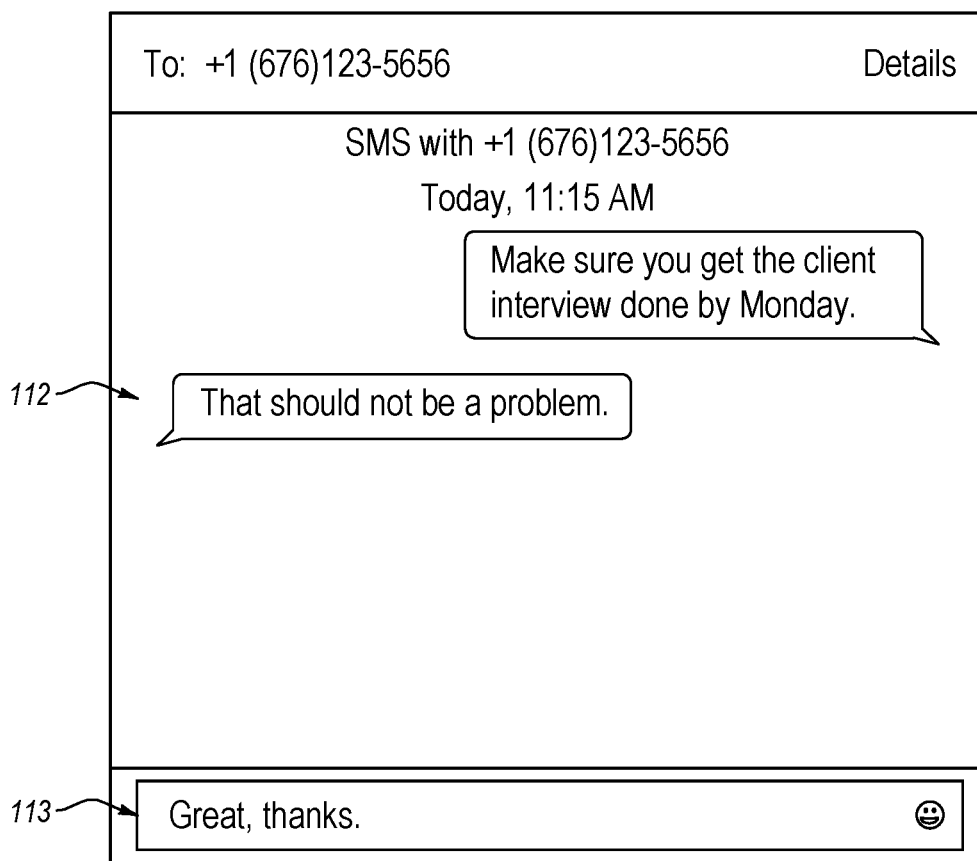 To: +1 (676)123-5656 Details
SMS with +1 (676)123-5656
Today, 11:15 AM
Make sure you get the client
interview done by Monday.
112
That should not be a problem.
113
Great, thanks.